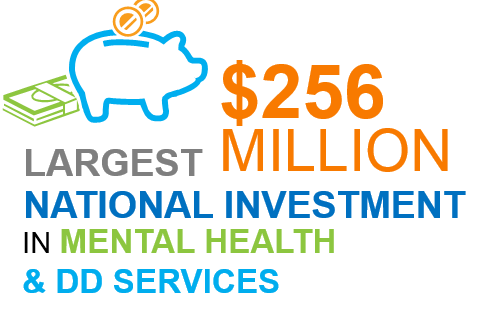 $256
MILLION
LARGEST
NATIONAL INVESTMENT
IN MENTAL HEALTH
& DD SERVICES